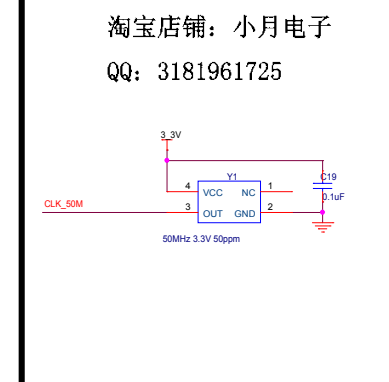 淘宝店铺：小月电子
QQ：3181961725
3_3V
Y1
C19
4 VCC NC 1
0.1uF
CLK_50M
3 OUT GND 2
50MHz 3.3V 50ppm